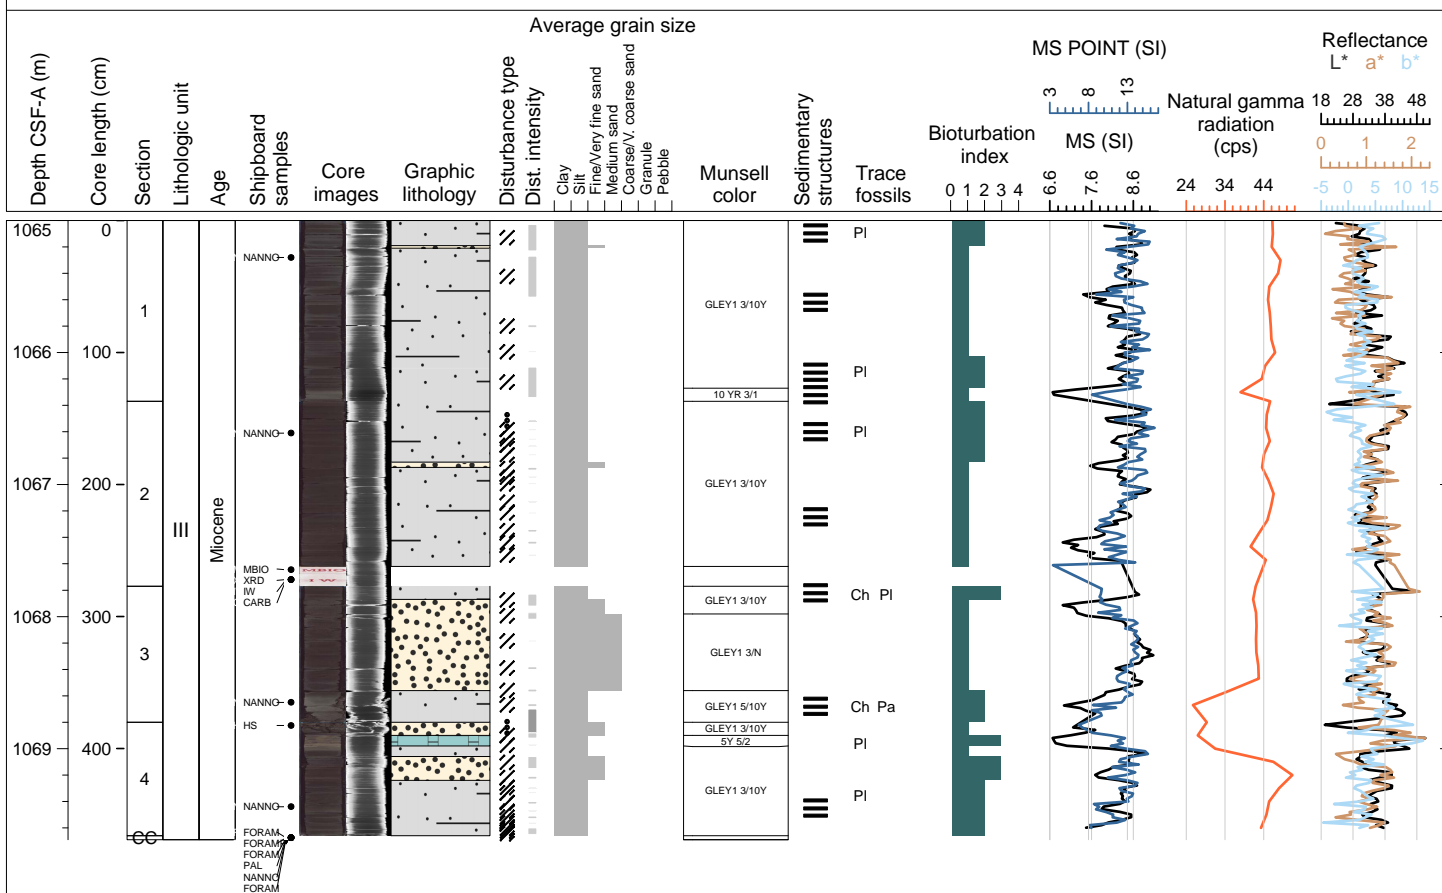 Average grain size
Depth CSF-A (m)
Core length (cm)
Section
Lithologic unit
Age
Shipboard samples
Core images
Graphic lithology
Disturbance type
Dist. intensity
Clay
Silt
Fine/Very fine sand
Medium sand
Coarse/V. coarse sand
Granule
Pebble
Munsell color
Sedimentary structures
Trace fossils
Bioturbation index
0 1 2 3 4
MS POINT (SI)
3 8 13
MS (SI)
6.6 7.6 8.6
Natural gamma radiation (cps)
24 34 44
Reflectance
L* a* b*
18 28 38 48
0 1 2
-5 0 5 10 15
1065
1066
1067
1068
1069
0
100
200
300
400
1
2
3
4
CC
III
Miocene
NANNO
NANNO
MBIO
XRD
IW
CARB
NANNO
HS
NANNO
FORAM
FORAM
FORAM
PAL
NANNO
FORAM
MBIO
IW
GLEY1 3/10Y
10 YR 3/1
GLEY1 3/10Y
GLEY1 3/10Y
GLEY1 3/N
GLEY1 5/10Y
GLEY1 3/10Y
5Y 5/2
GLEY1 3/10Y
Pl
Pl
Pl
Ch Pl
Ch Pa
Pl
Pl